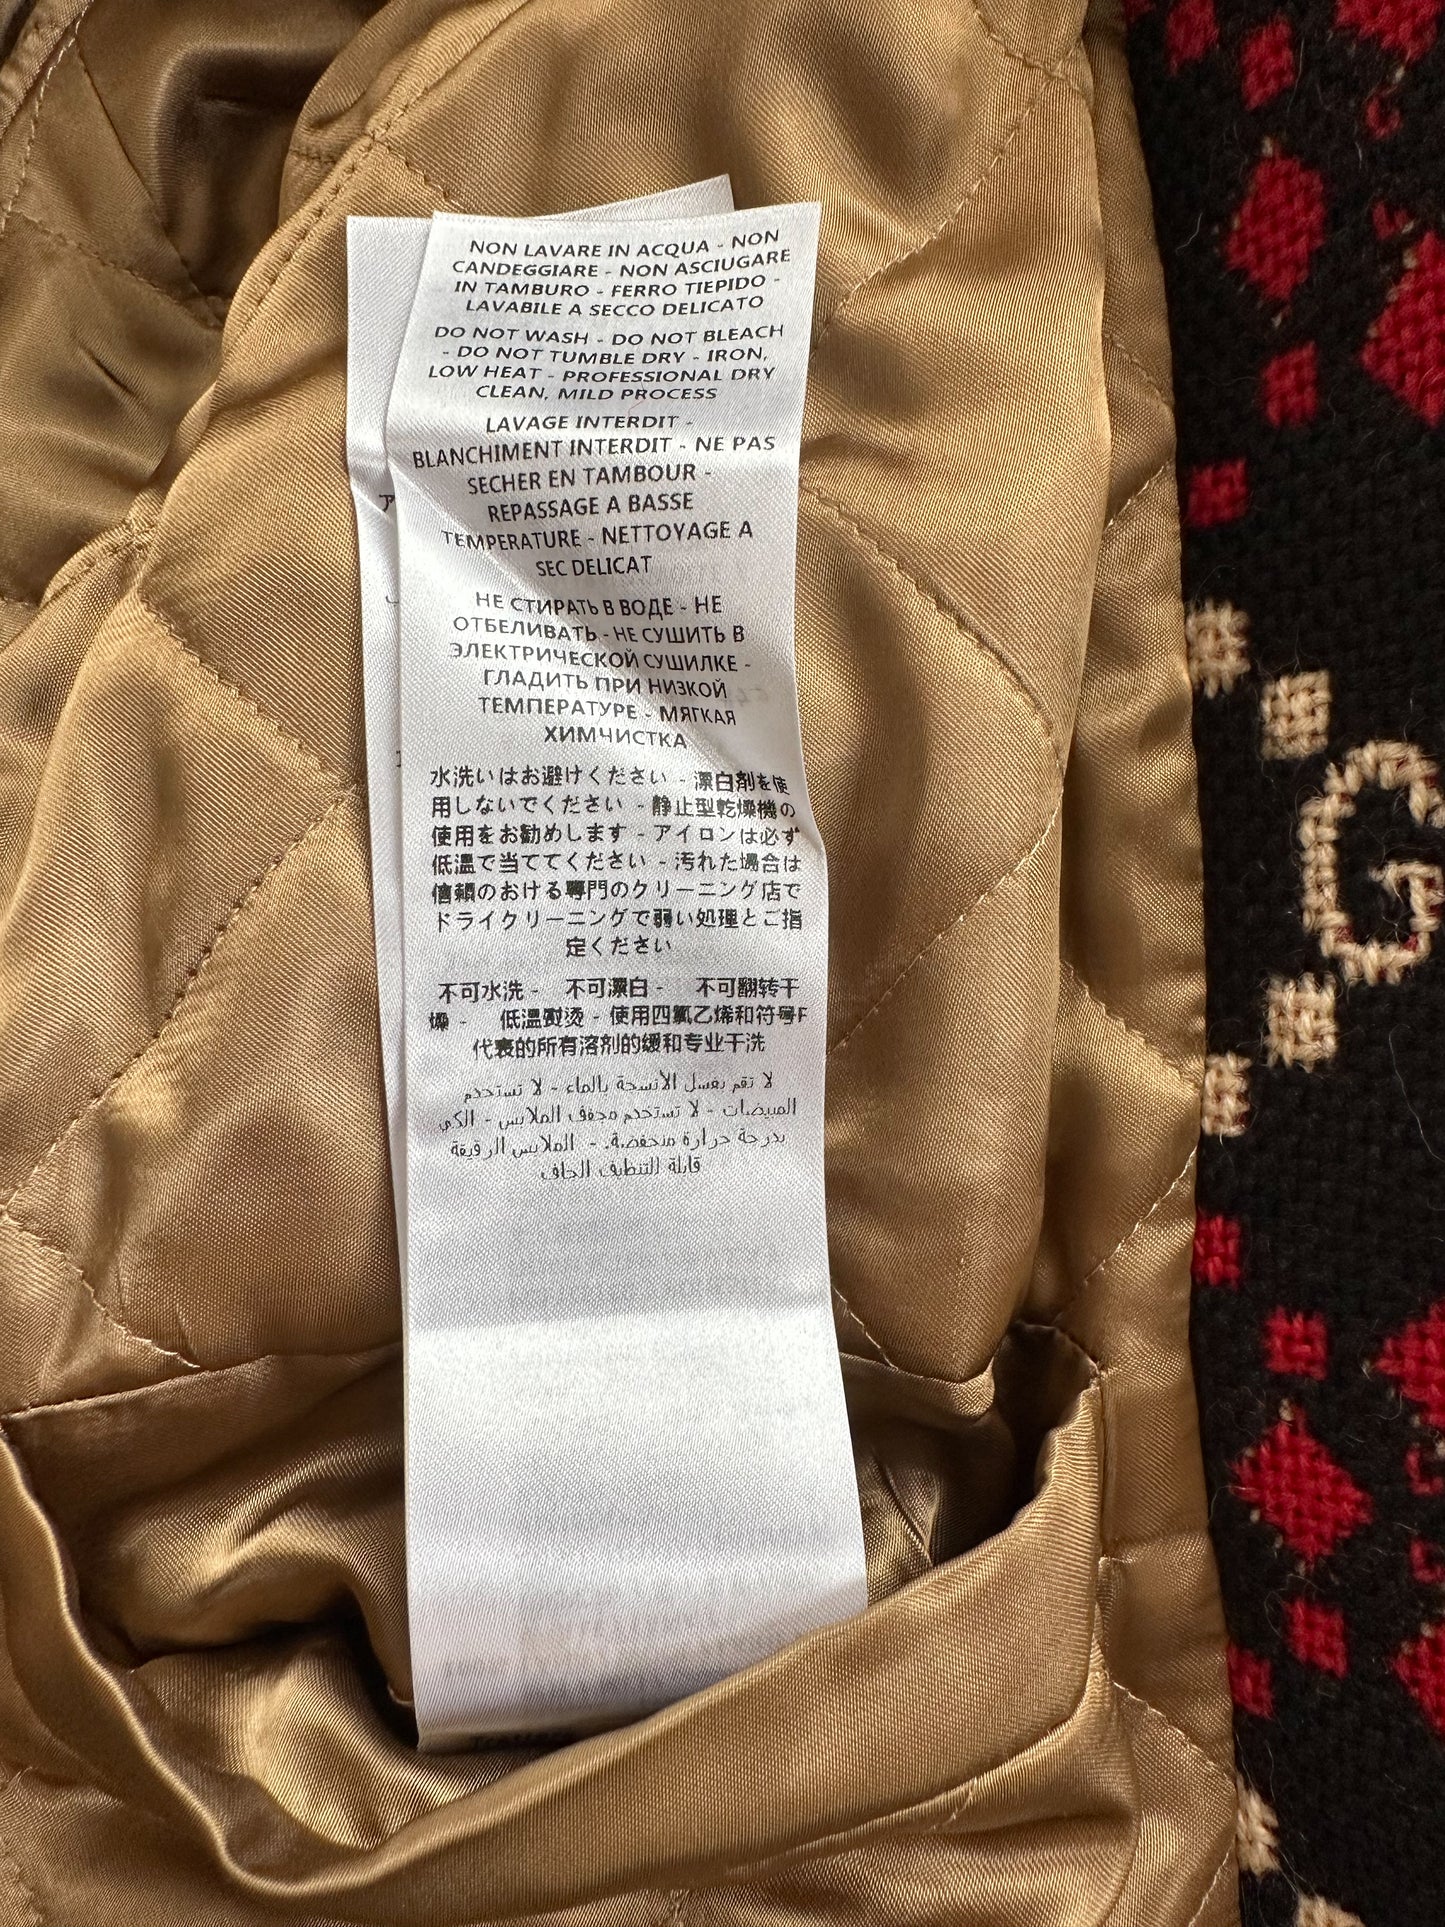 NON LAVARE IN ACQUA - NON
CANDEGGIARE - NON ASCIUGARE
IN TAMBURO - FERRO TIEPIDO -
LAVABILE A SECCO DELICATO
DO NOT WASH - DO NOT BLEACH
- DO NOT TUMBLE DRY - IRON,
LOW HEAT - PROFESSIONAL DRY
CLEAN, MILD PROCESS
LAVAGE INTERDIT -
BLANCHIMENT INTERDIT - NE PAS
SECHER EN TAMBOUR -
REPASSAGE A BASSE
TEMPERATURE - NETTOYAGE A
SEC DELICAT
НЕ СТИРАТЬ В ВОДЕ - НЕ
ОТБЕЛИВАТЬ - НЕ СУШИТЬ В
ЭЛЕКТРИЧЕСКОЙ СУШИЛКЕ -
ГЛАДИТЬ ПРИ НИЗКОЙ
ТЕМПЕРАТУРЕ - МЯГКАЯ
ХИМЧИСТКА
水洗いはお避けください - 漂白剤を使
用しないでください - 静止型乾燥機の
使用をお勧めします - アイロンは必ず
低温で当ててください - 汚れた場合は
信頼のおける専門のクリーニング店で
ドライクリーニングで弱い処理とご指
定ください
不可水洗 - 不可漂白 - 不可翻转干
燥 - 低温熨烫 - 使用四氯乙烯和符号F
代表的所有溶剂的缓和专业干洗
لا تقم بغسل الأنسجة بالماء - لا تستخدم
المبيضات - لا تستخدم مجفف الملابس - الكي
بدرجة حرارة منخفضة. - الملابس الرقيقة
قابلة للتنظيف الجاف
G